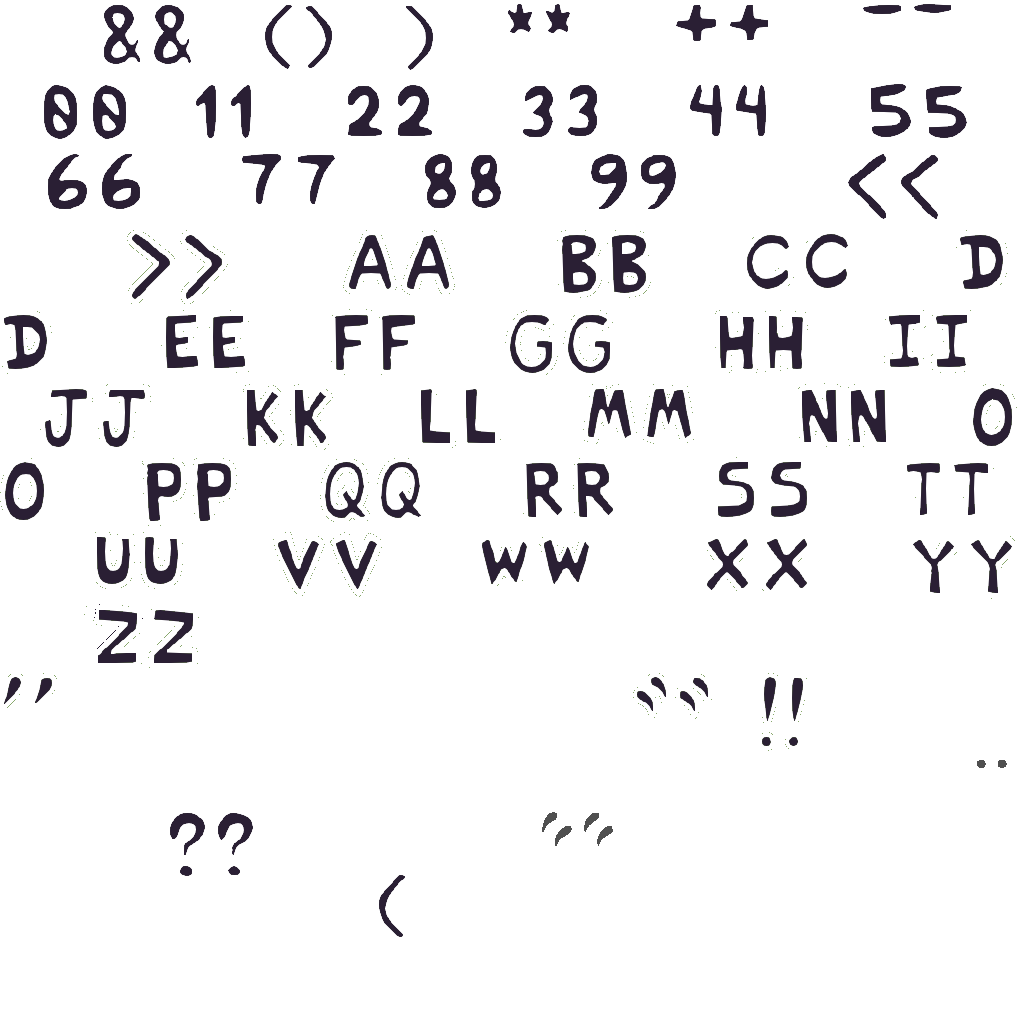 && () ) ** ++ --
00 11 22 33 44 55
66 77 88 99 <<
>> AA BB CC D
D EE FF GG HH II
JJ KK LL MM NN O
O PP QQ RR SS TT
UU VV WW XX YY
ZZ
’’ ”” !!
..
?? ““
(